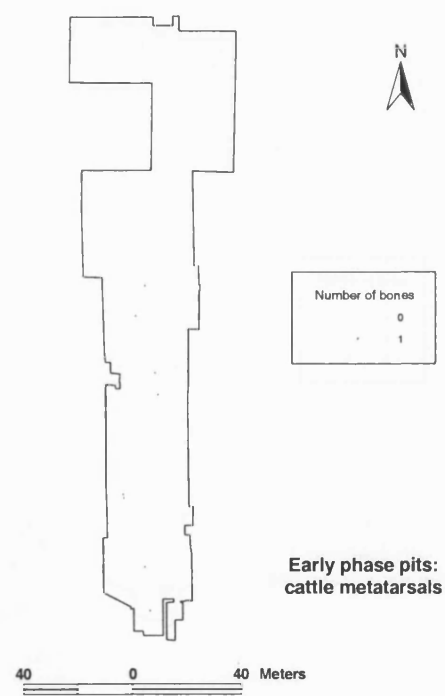 N
Number of bones
0
1
Early phase pits:
cattle metatarsals
40 0 40 Meters